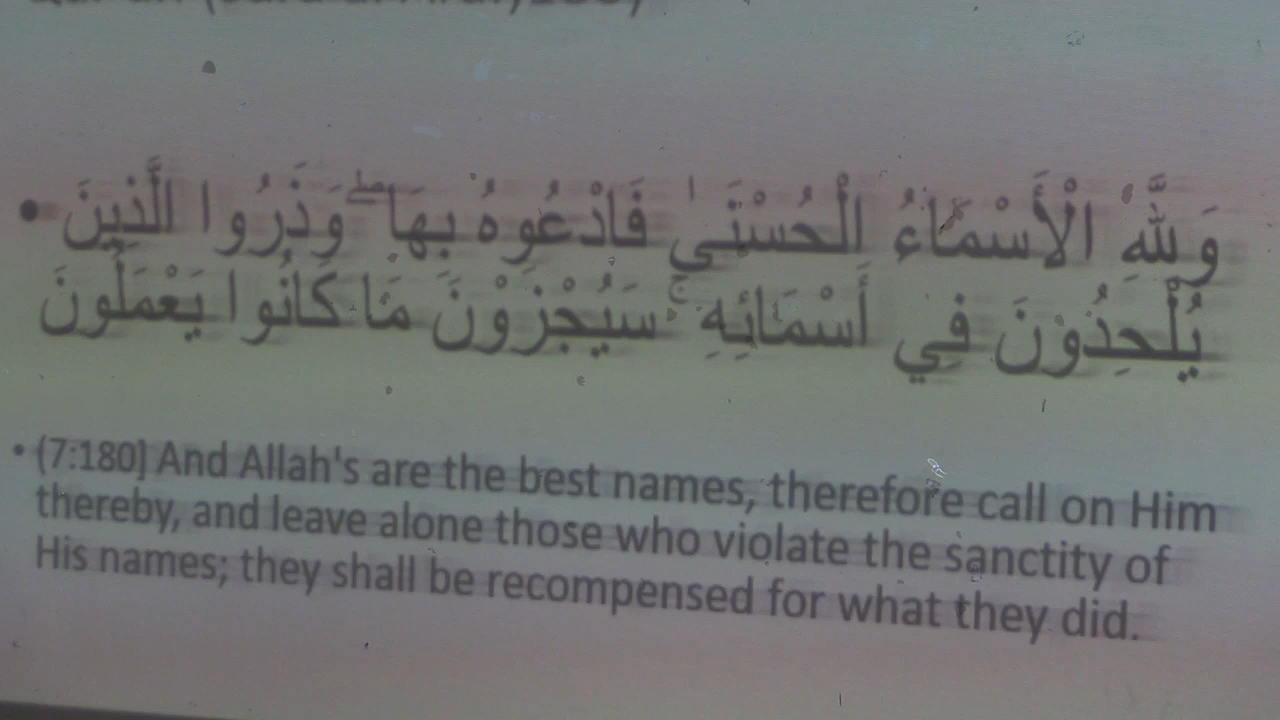 • وَلِلَّهِ الْأَسْمَاءُ الْحُسْنَىٰ فَادْعُوهُ بِهَا ۖ وَذَرُوا الَّذِينَ
يُلْحِدُونَ فِي أَسْمَائِهِ ۚ سَيُجْزَوْنَ مَا كَانُوا يَعْمَلُونَ
• (7:180] And Allah's are the best names, therefore call on Him
thereby, and leave alone those who violate the sanctity of
His names; they shall be recompensed for what they did.